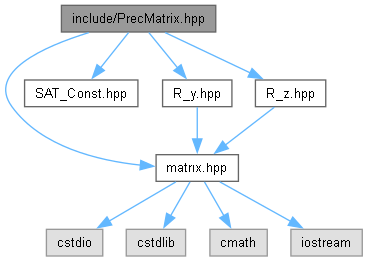 include/PrecMatrix.hpp
SAT_Const.hpp
R_y.hpp
R_z.hpp
matrix.hpp
cstdio
cstdlib
cmath
iostream